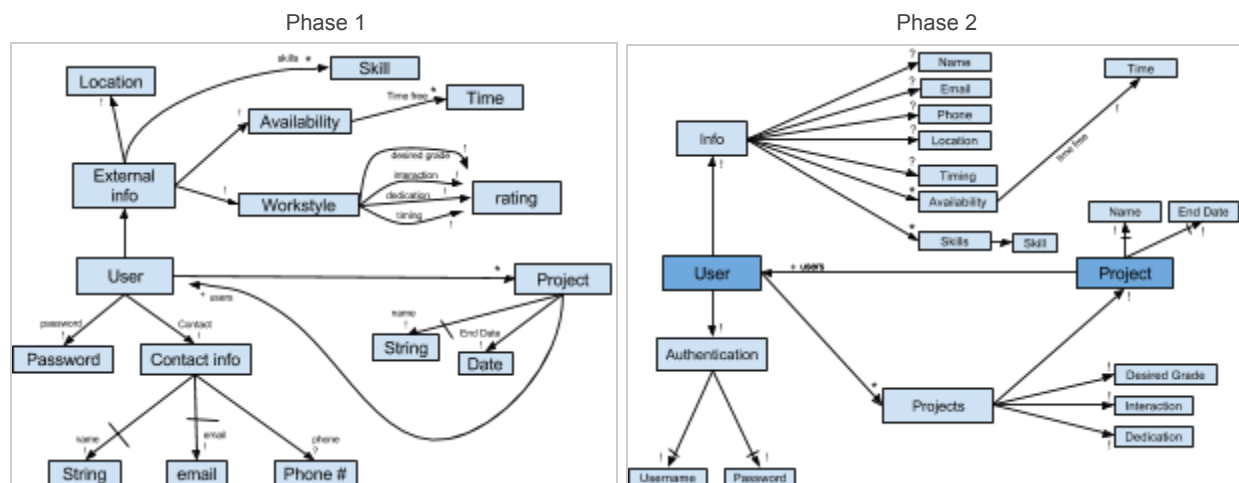 Phase 1
Phase 2
skills *
Skill
Location
!
Time free *
Time
!
Availability
External
info
!
Workstyle
desired grade
!
interaction
!
dedication
!
timing
!
rating
User
*
Project
+ users
password
!
Contact
!
name
!
String
End Date
!
Date
Password
Contact info
name
!
email
!
phone
?
String
email
Phone #
?
Name
?
Email
?
Phone
?
Location
?
Timing
*
Availability
*
Skills
Skill
Time
!
time free
Info
!
Name
!
End Date
!
User
+ users
Project
!
!
Authentication
*
Projects
!
Desired Grade
!
Interaction
!
Dedication
!
Username
!
Password